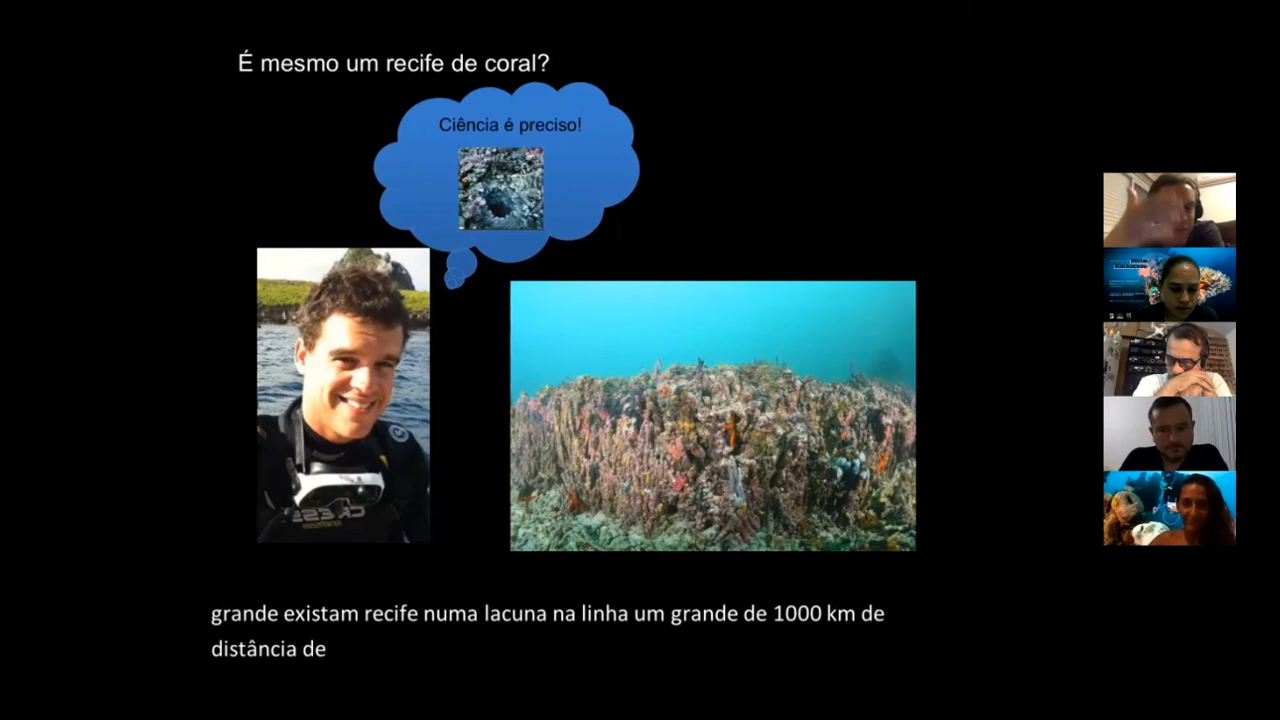 É mesmo um recife de coral?
Ciência é preciso!
grande existam recife numa lacuna na linha um grande de 1000 km de
distância de